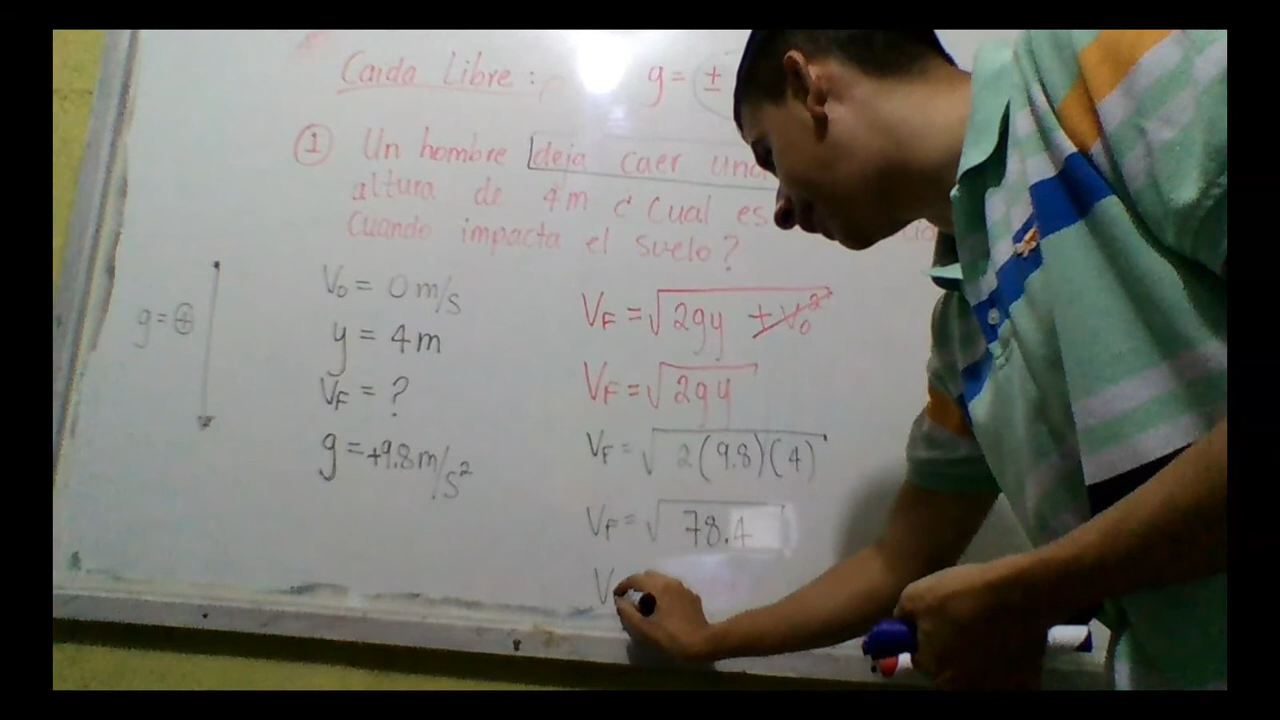 Caida Libre :
g = ±
① Un hombre deja caer una
altura de 4m ¿ Cual es
Cuando impacta el suelo?
g = ⊕
V₀ = 0 m/s
y = 4m
VF = ?
g = +9.8 m/s²
VF = √2gy ± V₀²
VF = √2gy
VF = √2(9.8)(4)
VF = √78.4
V